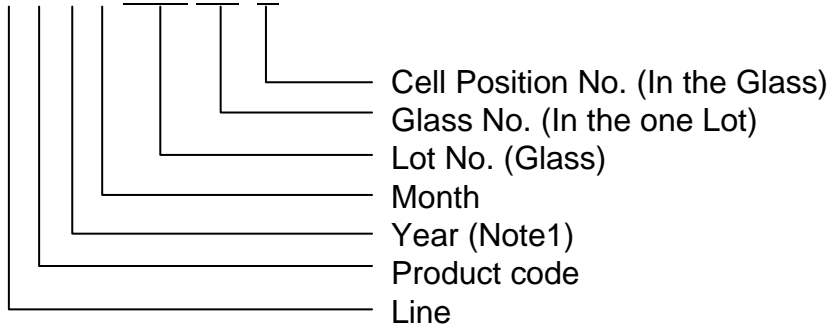 Cell Position No. (In the Glass)
Glass No. (In the one Lot)
Lot No. (Glass)
Month
Year (Note1)
Product code
Line